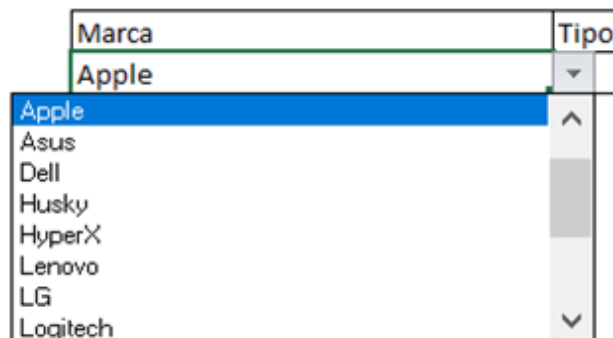 Marca Tipo
Apple
Apple
Asus
Dell
Husky
HyperX
Lenovo
LG
Logitech